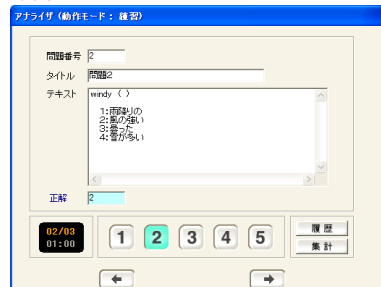 アナライザ (動作モード: 練習)
問題番号 2
タイトル 問題2
テキスト windy ( )
1:雨降りの
2:風の強い
3:曇った
4:雪が多い
正解 2
02/03
01:00
1 2 3 4 5
履歴
集計